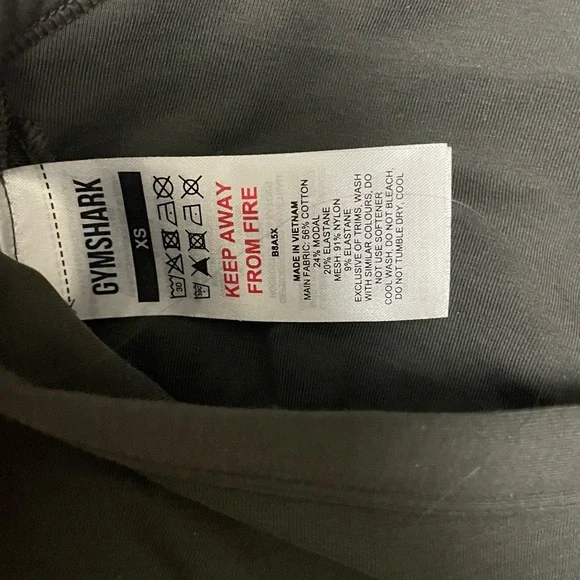 GYMSHARK
XS
30
KEEP AWAY
FROM FIRE
B8A5X
MADE IN VIETNAM
MAIN FABRIC: 56% COTTON
24% MODAL
20% ELASTANE
MESH: 91% NYLON
9% ELASTANE
EXCLUSIVE OF TRIMS, WASH
WITH SIMILAR COLOURS, DO
NOT USE SOFTENER
COOL WASH, DO NOT BLEACH,
DO NOT TUMBLE DRY, COOL